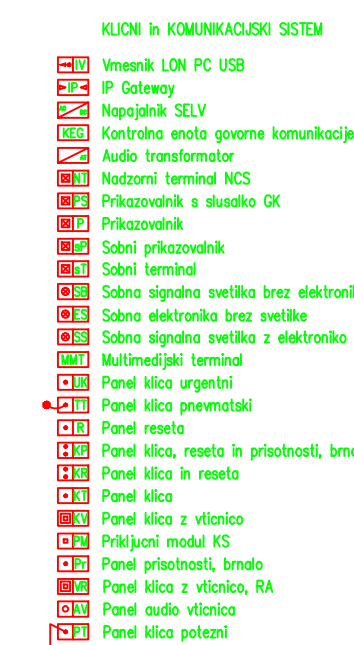 KLICNI in KOMUNIKACIJSKI SISTEM
IV Vmesnik LON PC USB
IP IP Gateway
Napajalnik SELV
KEG Kontrolna enota govorne komunikacije
Audio transformator
NT Nadzorni terminal NCS
PS Prikazovalnik s slusalko GK
P Prikazovalnik
sP Sobni prikazovalnik
sT Sobni terminal
SB Sobna signalna svetilka brez elektroni
ES Sobna elektronika brez svetilke
SS Sobna signalna svetilka z elektroniko
MMT Multimedijski terminal
UK Panel klica urgentni
TT Panel klica pnevmatski
R Panel reseta
KP Panel klica, reseta in prisotnosti, brna
KR Panel klica in reseta
KT Panel klica
KV Panel klica z vticnico
PM Prikljucni modul KS
Pr Panel prisotnosti, brnalo
VR Panel klica z vticnico, RA
AV Panel audio vticnica
PT Panel klica potezni